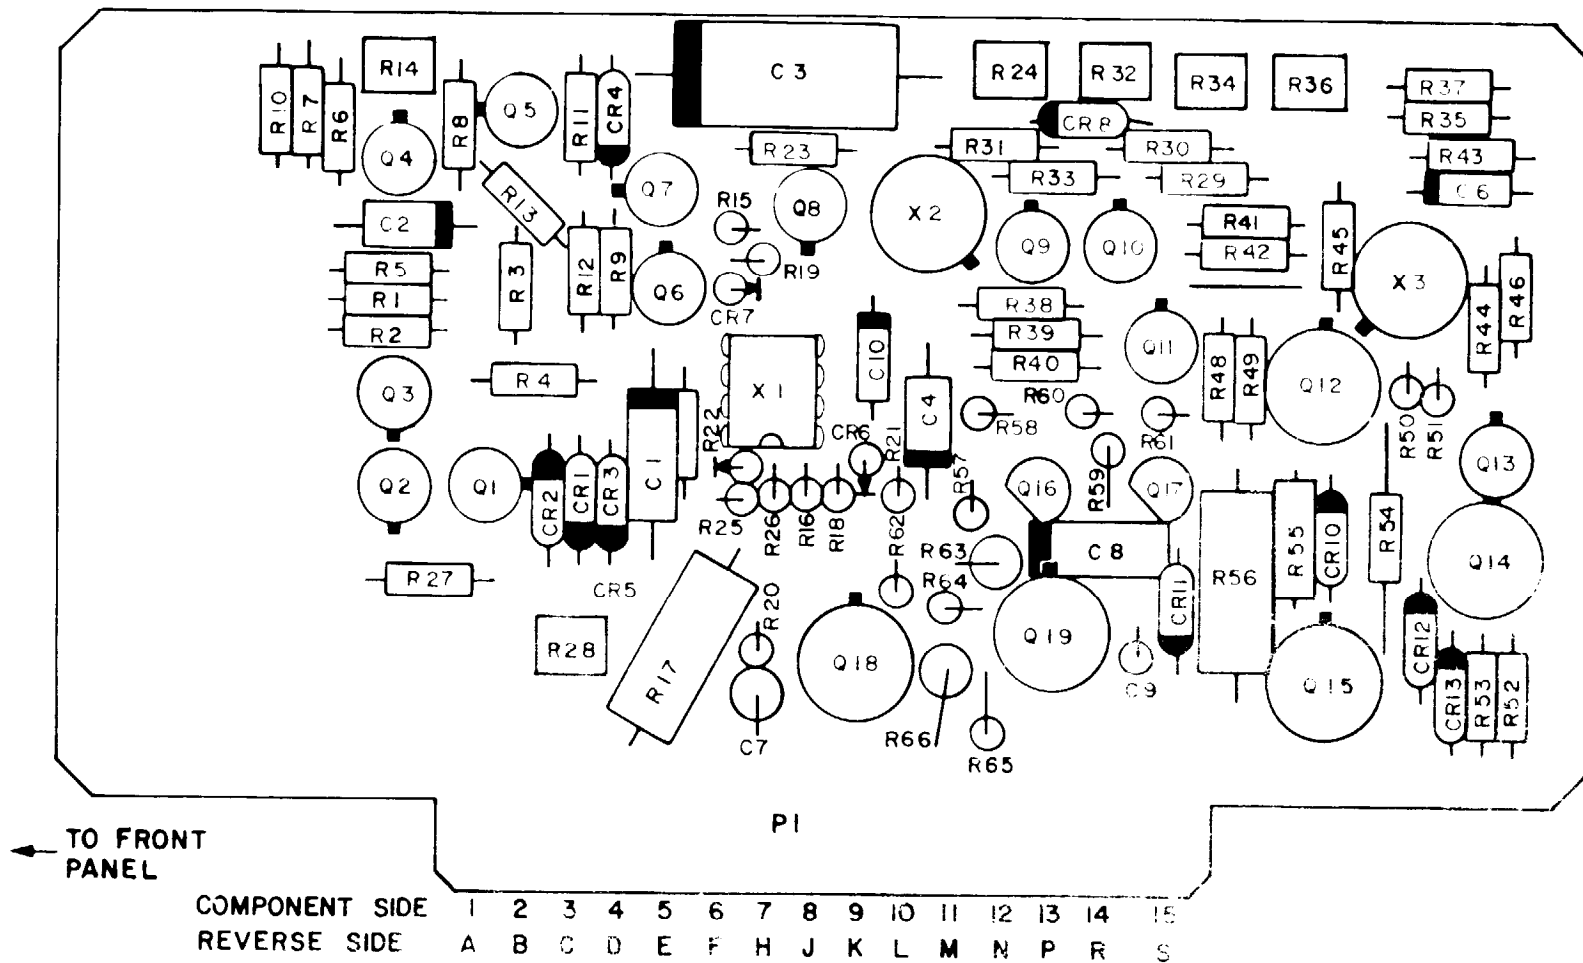 R14
C3
R24
R32
R34
R36
R37
R35
R43
C6
R10
R7
R6
R8
Q5
R11
CR4
CR8
R23
R31
R30
R33
R29
Q4
R13
Q7
R15
Q8
X2
Q9
Q10
R41
R42
R45
X3
C2
R5
R1
R2
R3
R12
R9
Q6
R19
CR7
R38
R39
R40
Q11
R44
R46
R48
R49
Q12
R4
X1
C10
C4
Q3
R22
CR6
R21
R58
R60
R61
R50
R51
Q13
Q2
Q1
CR2
CR1
CR3
C1
R25
R26
R16
R18
R62
R57
Q16
R59
Q17
R27
CR5
R63
C8
R64
R56
R55
CR10
R54
Q14
R28
R17
R20
Q18
Q19
CR11
C9
Q15
CR12
CR13
R53
R52
C7
R66
R65
P1
TO FRONT
PANEL
COMPONENT SIDE 1 2 3 4 5 6 7 8 9 10 11 12 13 14 15
REVERSE SIDE A B C D E F H J K L M N P R S